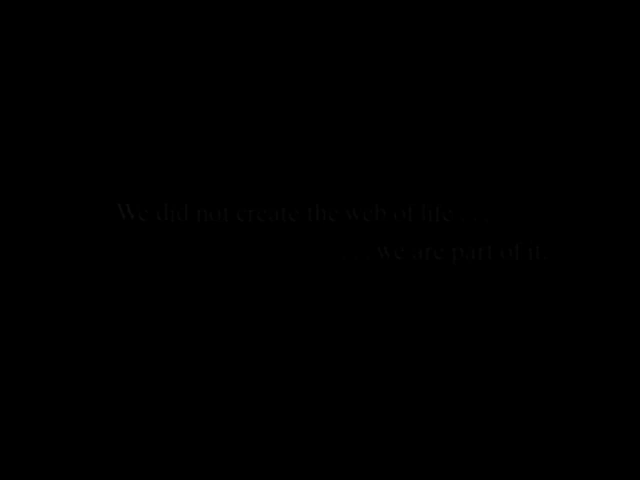 We did not create the web of life . . .
. . we are part of it.